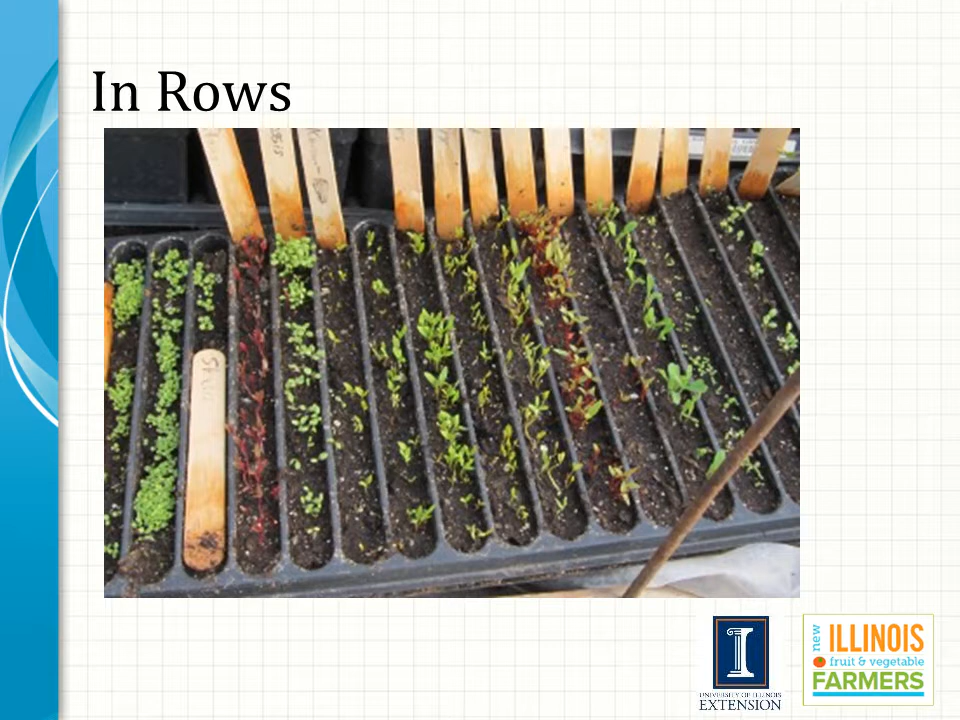 In Rows
I
UNIVERSITY OF ILLINOIS
EXTENSION
new
ILLINOIS
fruit & vegetable
FARMERS